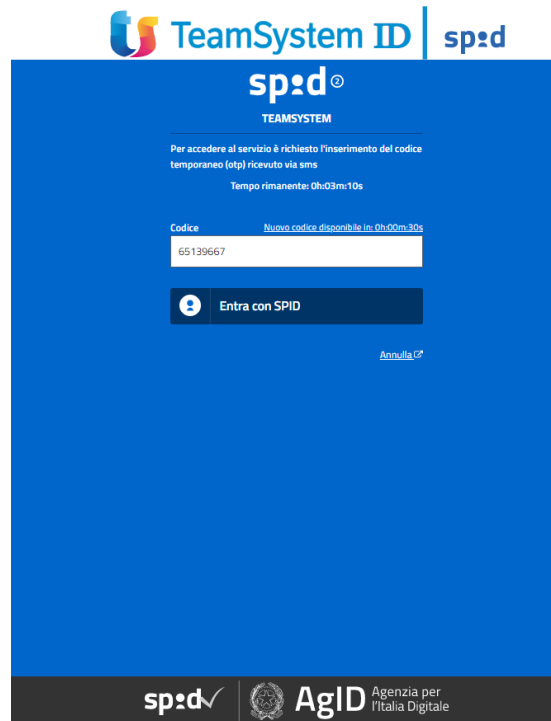 TeamSystem ID spid
spid 2
TEAMSYSTEM
Per accedere al servizio è richiesto l'inserimento del codice
temporaneo (otp) ricevuto via sms
Tempo rimanente: 0h:03m:10s
Codice Nuovo codice disponibile in: 0h:00m:30s
65139667
Entra con SPID
Annulla
spid AgID Agenzia per
l'Italia Digitale